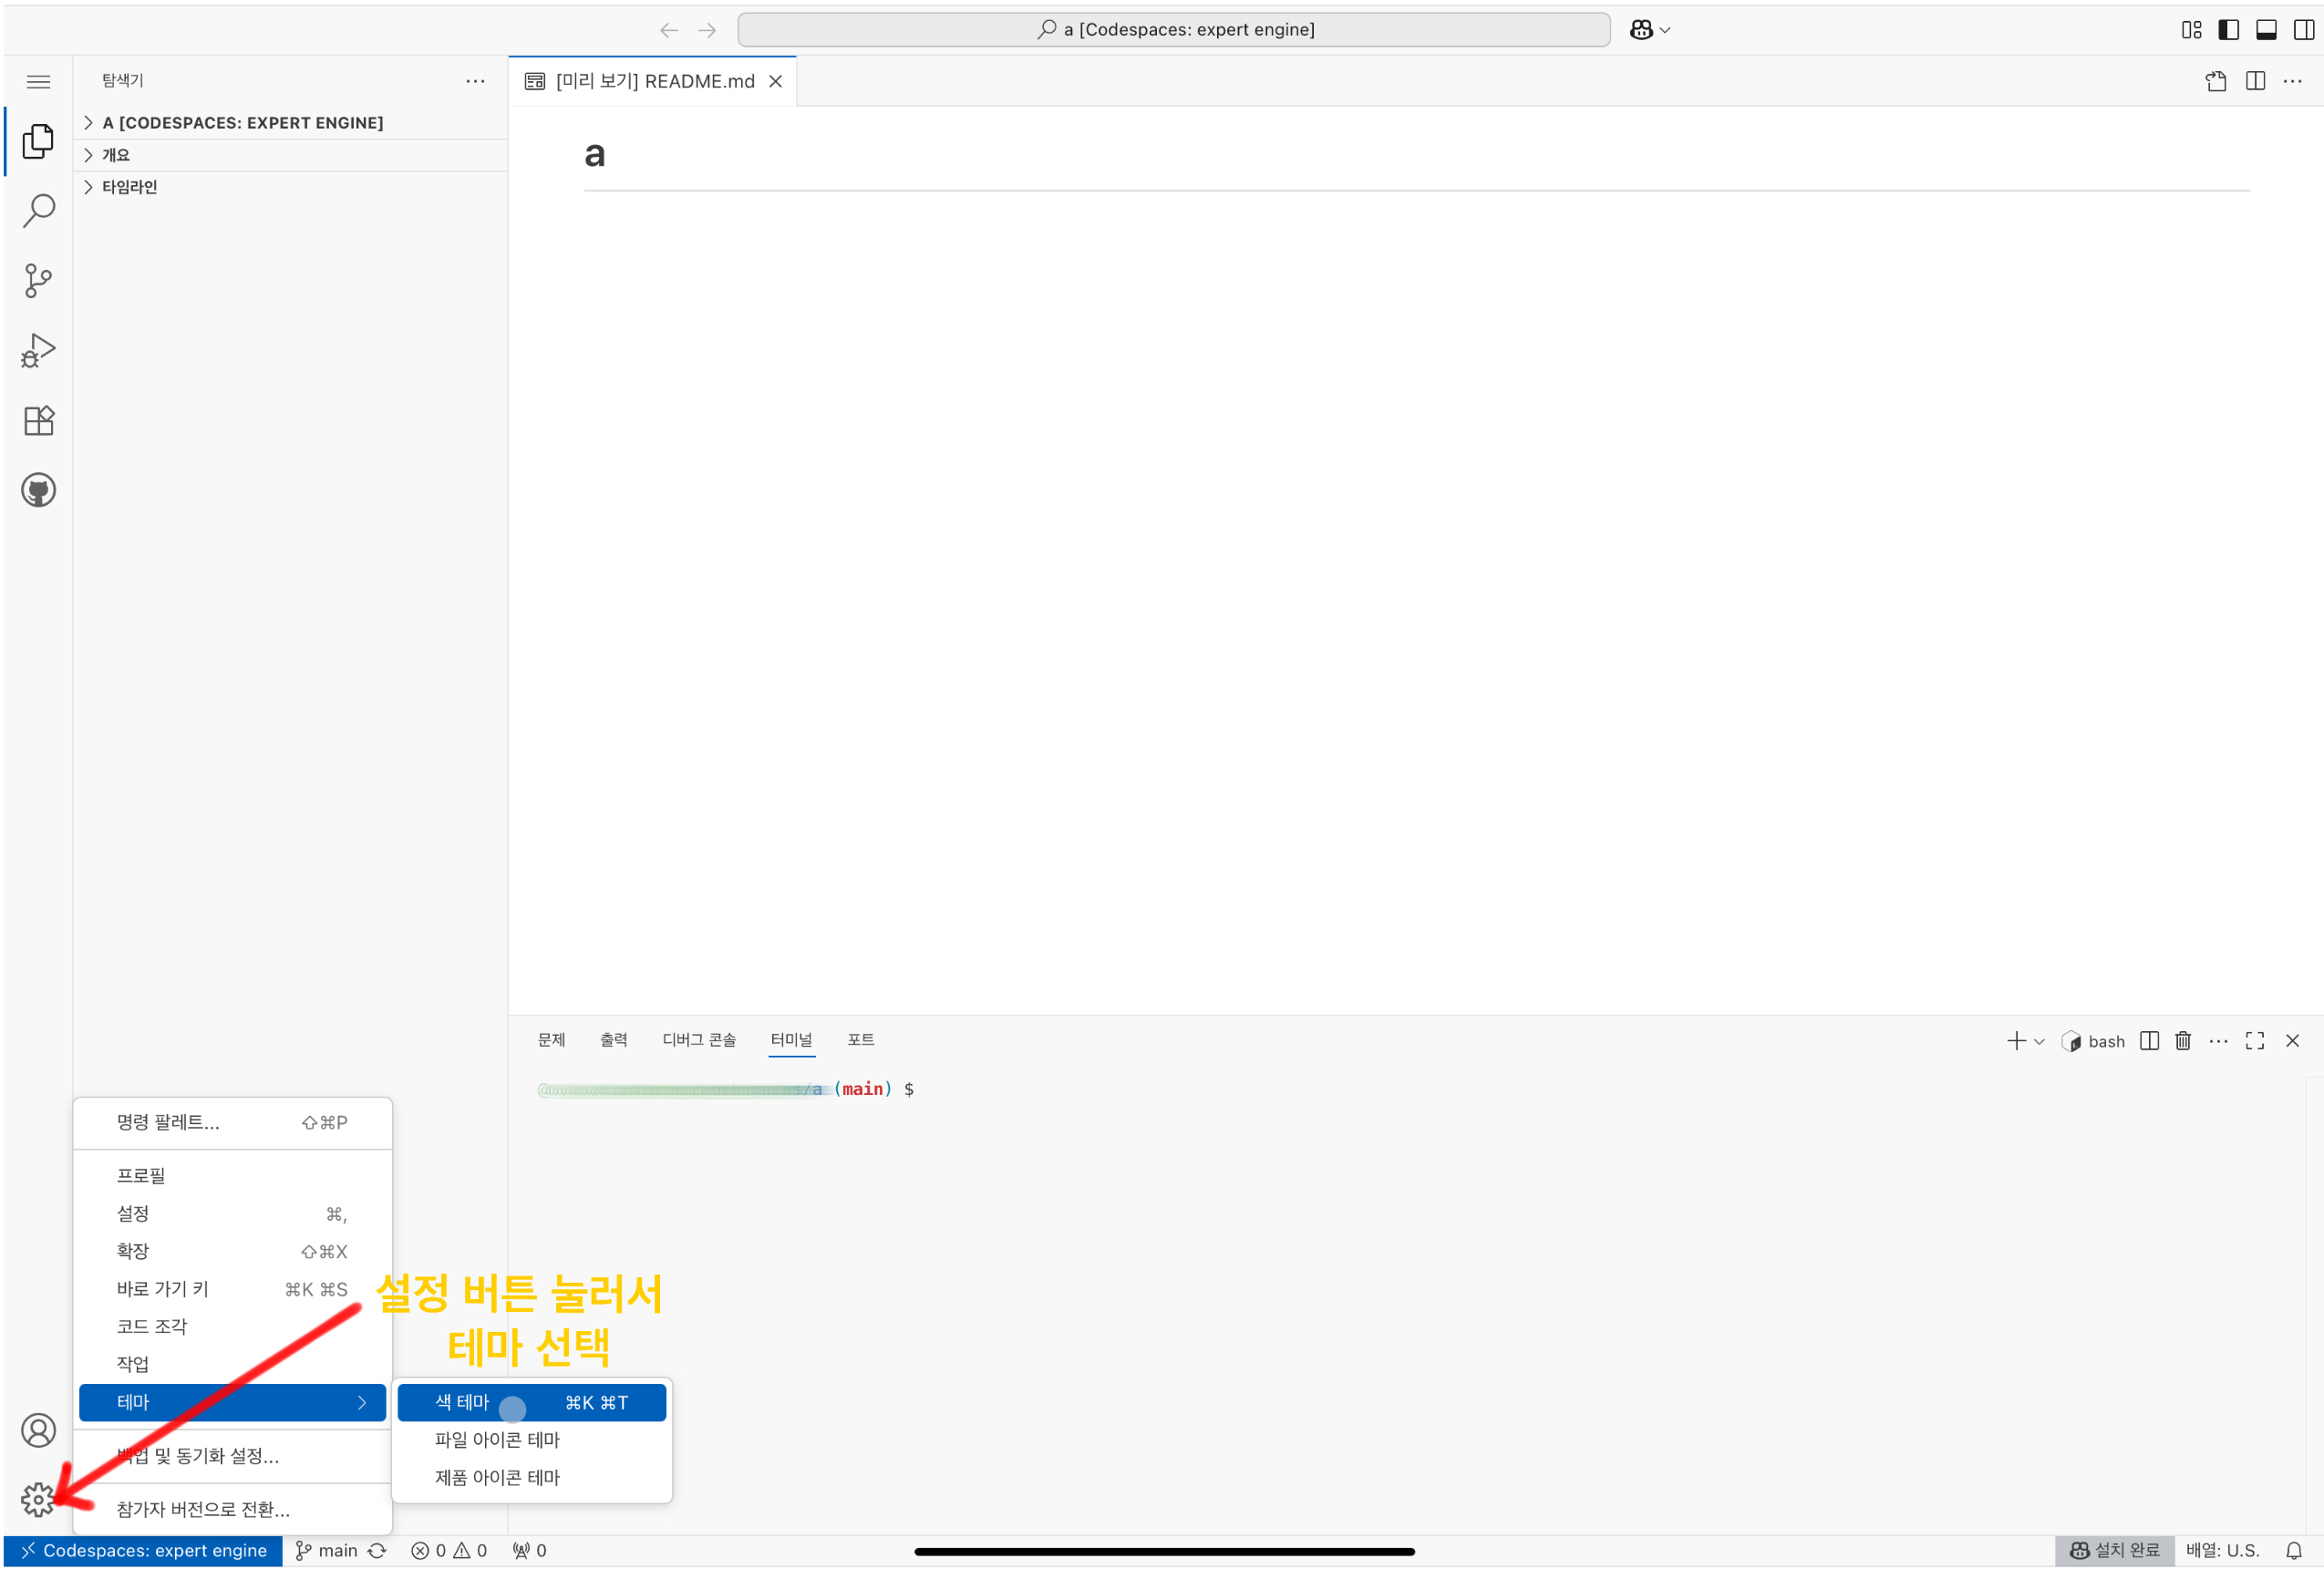 a [Codespaces: expert engine]
탐색기
[미리 보기] README.md
A [CODESPACES: EXPERT ENGINE]
개요
타임라인
a
문제 출력 디버그 콘솔 터미널 포트
bash
/a (main) $
명령 팔레트... ⇧⌘P
프로필
설정 ⌘,
확장 ⇧⌘X
바로 가기 키 ⌘K ⌘S
코드 조각
작업
테마
백업 및 동기화 설정...
참가자 버전으로 전환...
설정 버튼 눌러서
테마 선택
색 테마 ⌘K ⌘T
파일 아이콘 테마
제품 아이콘 테마
Codespaces: expert engine main 0 0 0
설치 완료 배열: U.S.